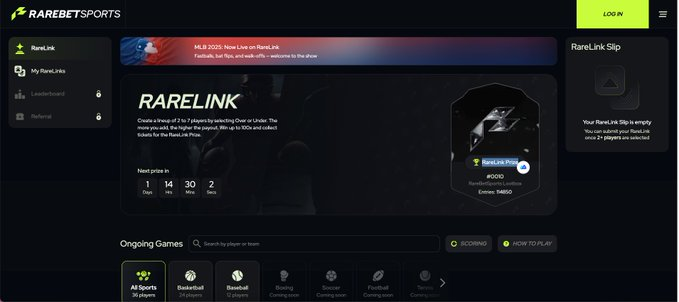 RAREBETSPORTS
LOG IN
RareLink
My RareLinks
Leaderboard
Referral
MLB 2025: Now Live on RareLink
Fastballs, bat flips, and walk-offs — welcome to the show
RareLink Slip
Your RareLink Slip is empty
You can submit your RareLink
once 2+ players are selected
RARELINK
Create a lineup of 2 to 7 players by selecting Over or Under. The
more you add, the higher the payout. Win up to 100x and collect
tickets for the RareLink Prize.
Next prize in
1 14 30 2
Days Hrs Mins Secs
RareLink Prize
#0010
RareBetSports Lootbox
Entries: 114850
Ongoing Games
Search by player or team
SCORING
HOW TO PLAY
All Sports Basketball Baseball Boxing Soccer Football Tennis
36 players 24 players 12 players Coming soon Coming soon Coming soon Coming soon